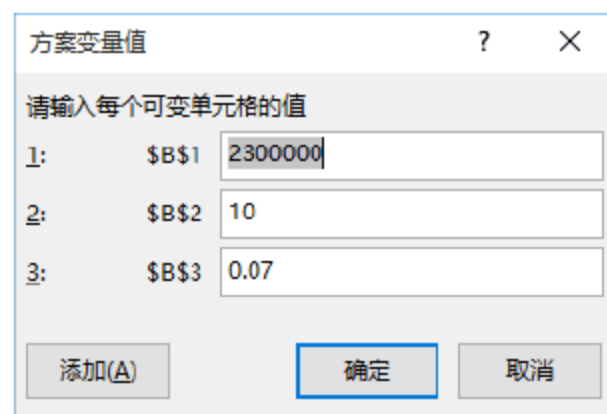 方案变量值 ? ×
请输入每个可变单元格的值
1: $B$1 2300000
2: $B$2 10
3: $B$3 0.07
添加(A) 确定 取消